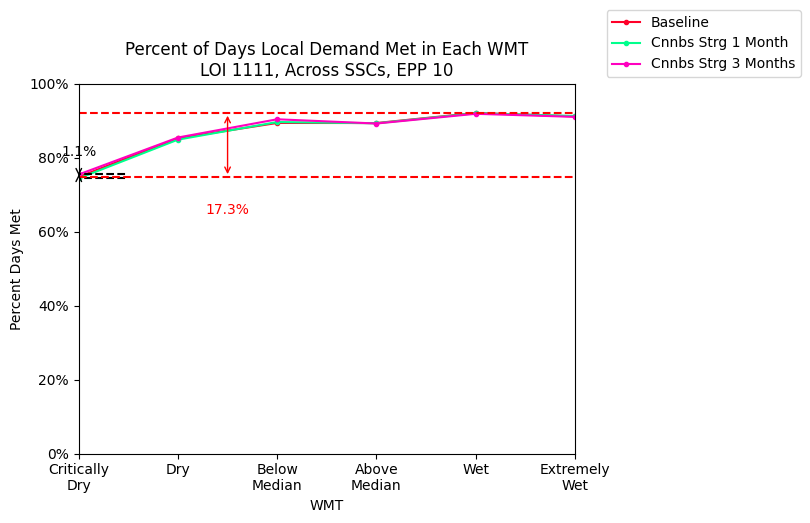 Baseline
Cnnbs Strg 1 Month
Cnnbs Strg 3 Months
Percent of Days Local Demand Met in Each WMT
LOI 1111, Across SSCs, EPP 10
100%
80%
60%
40%
20%
0%
Percent Days Met
1.1%
17.3%
Critically
Dry
Dry
Below
Median
Above
Median
Wet
Extremely
Wet
WMT